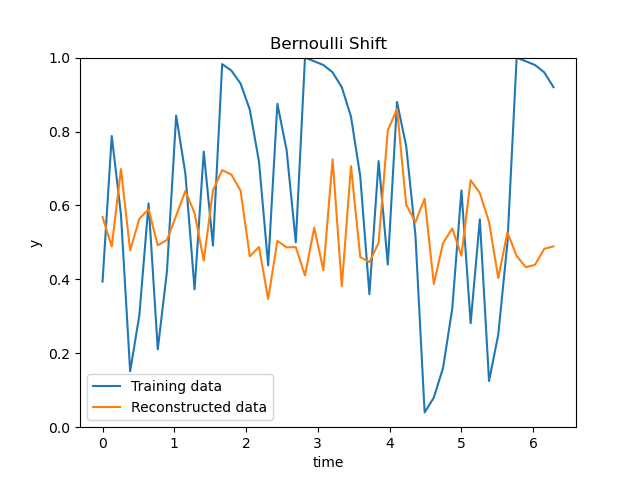 Bernoulli Shift
1.0
0.8
0.6
0.4
0.2
0.0
y
Training data
Reconstructed data
0 1 2 3 4 5 6
time